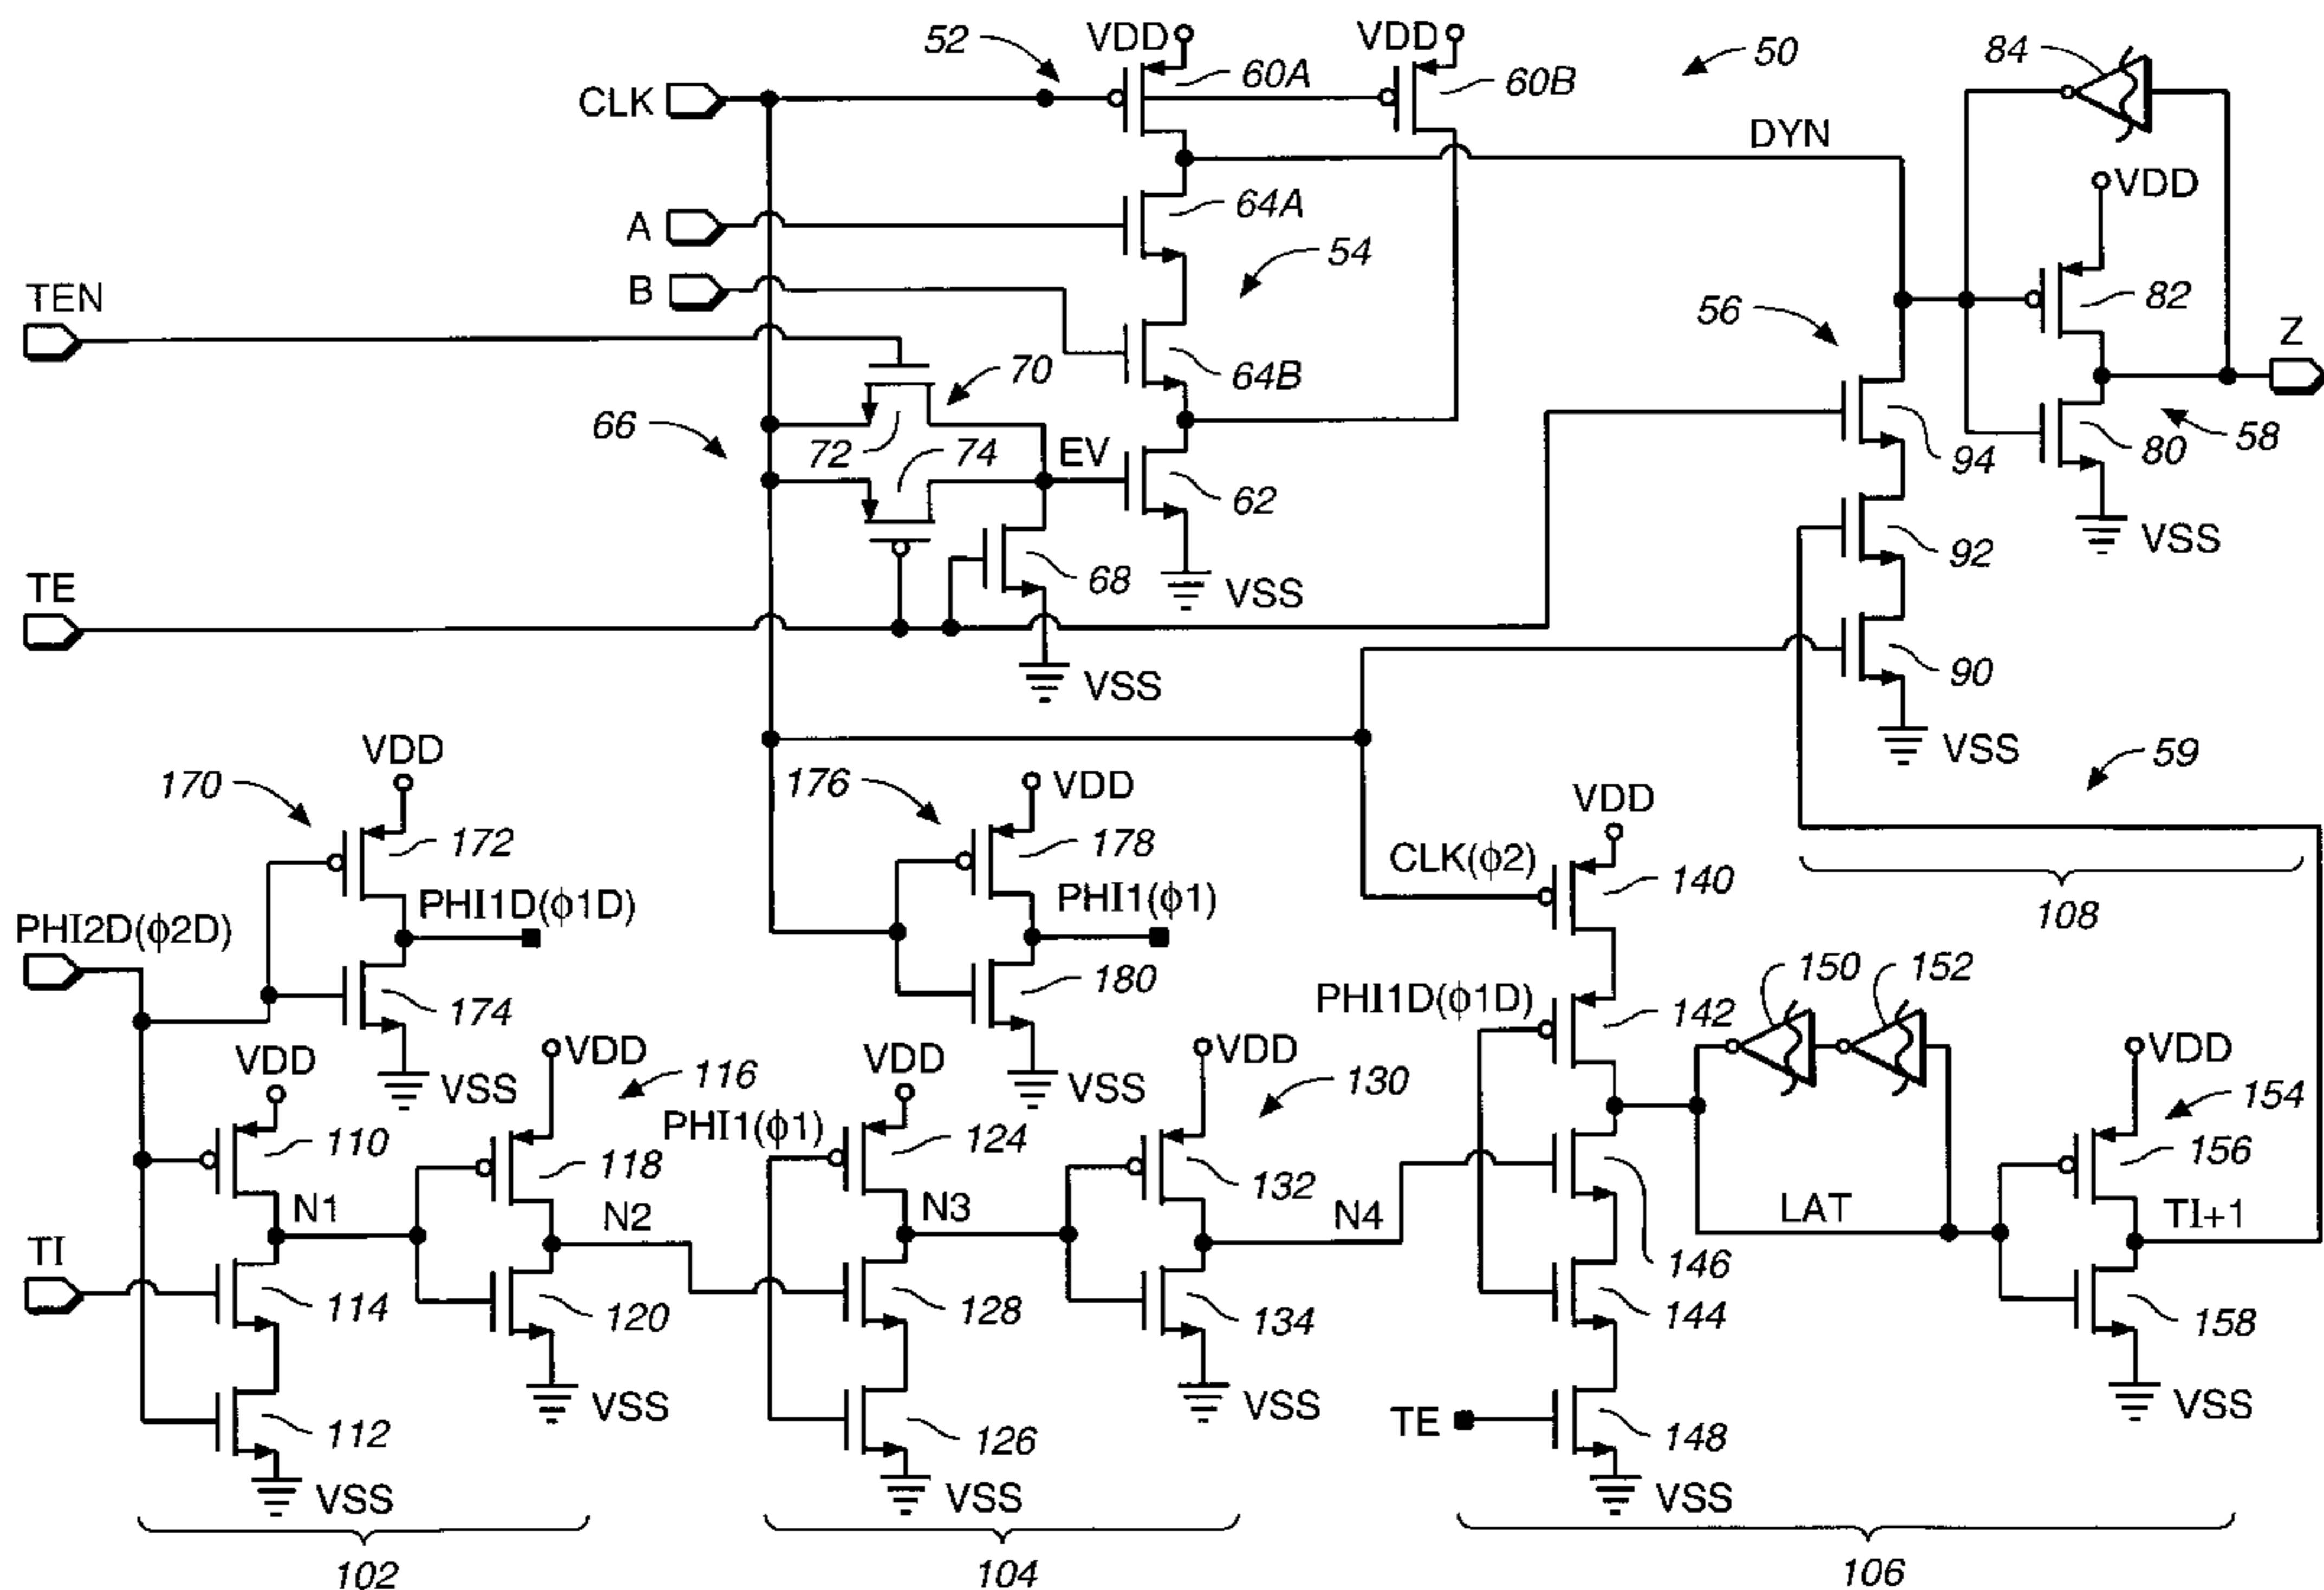 52
VDD
VDD
50
84
CLK
60A
60B
DYN
VDD
A
64A
TEN
B
54
56
82
Z
70
64B
66
72
74
EV
94
80
58
62
TE
68
VSS
92
VSS
VSS
90
VDD
VSS
59
170
176
VDD
VDD
172
178
CLK(ϕ2)
140
108
PHI2D(ϕ2D)
PHI1D(ϕ1D)
PHI1(ϕ1)
174
180
PHI1D(ϕ1D)
142
150
152
VDD
VSS
VDD
116
VDD
VSS
VDD
130
VDD
154
110
118
PHI1(ϕ1)
124
132
156
TI
N1
N2
N3
N4
LAT
TI+1
114
120
128
134
146
144
158
112
VSS
126
VSS
TE
148
VSS
VSS
VSS
VSS
102
104
106